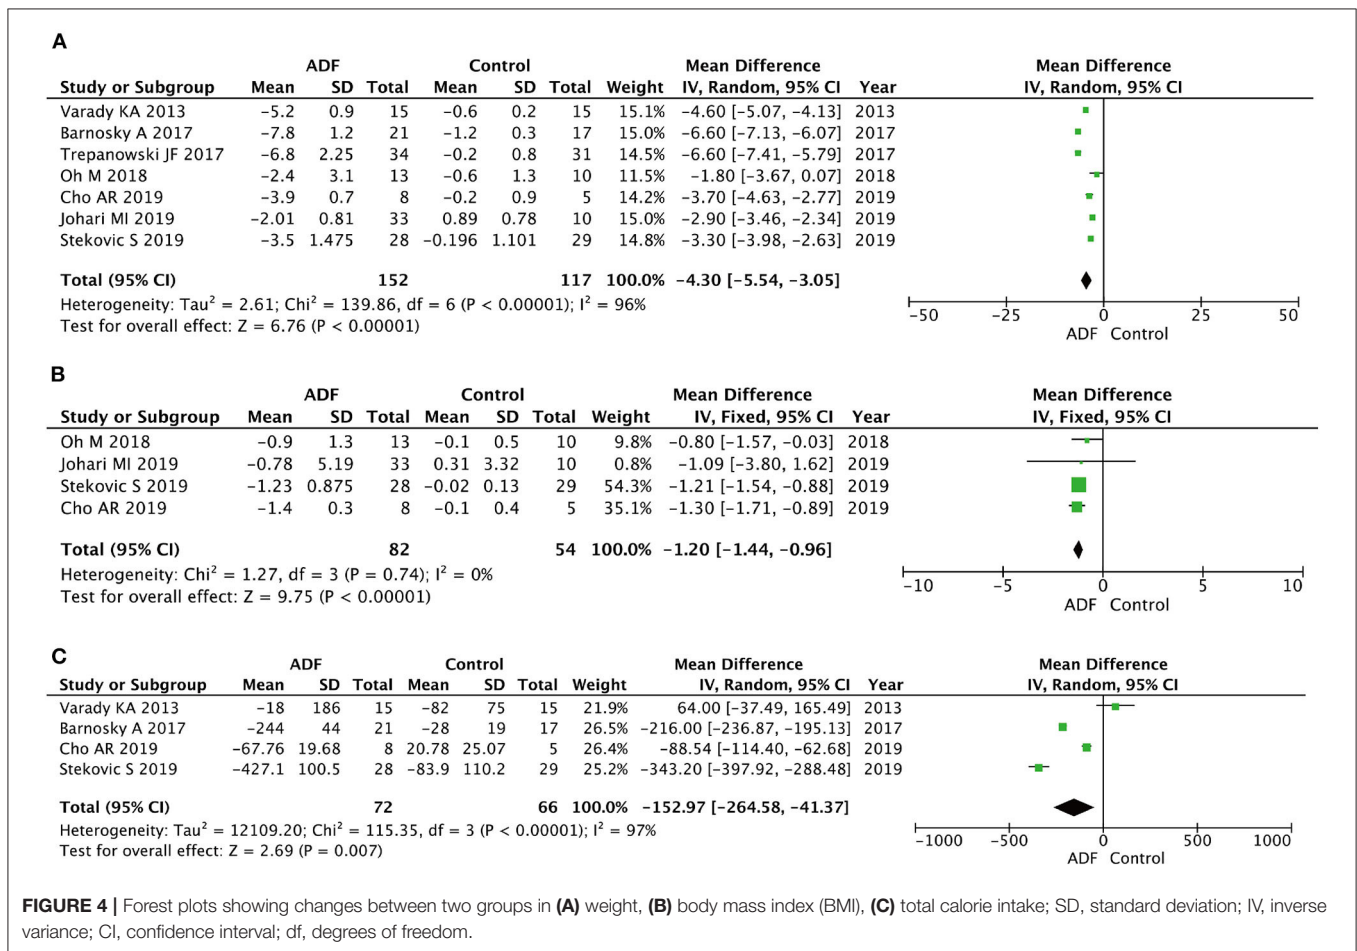 A
ADF Control Mean Difference Mean Difference
Study or Subgroup Mean SD Total Mean SD Total Weight IV, Random, 95% CI Year IV, Random, 95% CI
Varady KA 2013 −5.2 0.9 15 −0.6 0.2 15 15.1% −4.60 [−5.07, −4.13] 2013
Barnosky A 2017 −7.8 1.2 21 −1.2 0.3 17 15.0% −6.60 [−7.13, −6.07] 2017
Trepanowski JF 2017 −6.8 2.25 34 −0.2 0.8 31 14.5% −6.60 [−7.41, −5.79] 2017
Oh M 2018 −2.4 3.1 13 −0.6 1.3 10 11.5% −1.80 [−3.67, 0.07] 2018
Cho AR 2019 −3.9 0.7 8 −0.2 0.9 5 14.2% −3.70 [−4.63, −2.77] 2019
Johari MI 2019 −2.01 0.81 33 0.89 0.78 10 15.0% −2.90 [−3.46, −2.34] 2019
Stekovic S 2019 −3.5 1.475 28 −0.196 1.101 29 14.8% −3.30 [−3.98, −2.63] 2019
Total (95% CI) 152 117 100.0% −4.30 [−5.54, −3.05]
Heterogeneity: Tau² = 2.61; Chi² = 139.86, df = 6 (P < 0.00001); I² = 96%
Test for overall effect: Z = 6.76 (P < 0.00001)
−50 −25 0 25 50
ADF Control
B
ADF Control Mean Difference Mean Difference
Study or Subgroup Mean SD Total Mean SD Total Weight IV, Fixed, 95% CI Year IV, Fixed, 95% CI
Oh M 2018 −0.9 1.3 13 −0.1 0.5 10 9.8% −0.80 [−1.57, −0.03] 2018
Johari MI 2019 −0.78 5.19 33 0.31 3.32 10 0.8% −1.09 [−3.80, 1.62] 2019
Stekovic S 2019 −1.23 0.875 28 −0.02 0.13 29 54.3% −1.21 [−1.54, −0.88] 2019
Cho AR 2019 −1.4 0.3 8 −0.1 0.4 5 35.1% −1.30 [−1.71, −0.89] 2019
Total (95% CI) 82 54 100.0% −1.20 [−1.44, −0.96]
Heterogeneity: Chi² = 1.27, df = 3 (P = 0.74); I² = 0%
Test for overall effect: Z = 9.75 (P < 0.00001)
−10 −5 0 5 10
ADF Control
C
ADF Control Mean Difference Mean Difference
Study or Subgroup Mean SD Total Mean SD Total Weight IV, Random, 95% CI Year IV, Random, 95% CI
Varady KA 2013 −18 186 15 −82 75 15 21.9% 64.00 [−37.49, 165.49] 2013
Barnosky A 2017 −244 44 21 −28 19 17 26.5% −216.00 [−236.87, −195.13] 2017
Cho AR 2019 −67.76 19.68 8 20.78 25.07 5 26.4% −88.54 [−114.40, −62.68] 2019
Stekovic S 2019 −427.1 100.5 28 −83.9 110.2 29 25.2% −343.20 [−397.92, −288.48] 2019
Total (95% CI) 72 66 100.0% −152.97 [−264.58, −41.37]
Heterogeneity: Tau² = 12109.20; Chi² = 115.35, df = 3 (P < 0.00001); I² = 97%
Test for overall effect: Z = 2.69 (P = 0.007)
−1000 −500 0 500 1000
ADF Control
FIGURE 4 | Forest plots showing changes between two groups in (A) weight, (B) body mass index (BMI), (C) total calorie intake; SD, standard deviation; IV, inverse
variance; CI, confidence interval; df, degrees of freedom.